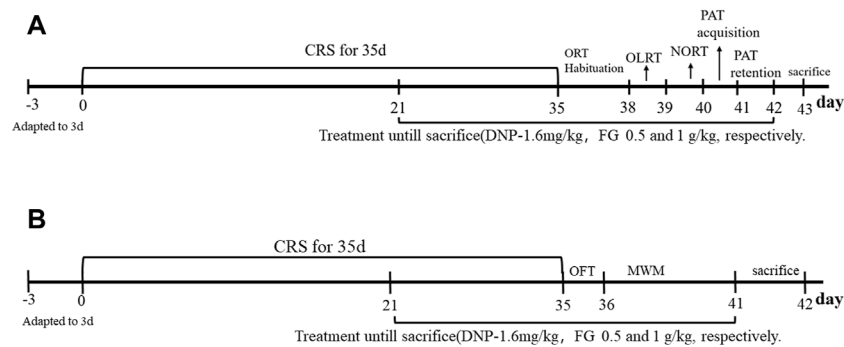 A
PAT
acquisition
CRS for 35d
ORT
Habituation
OLRT
NORT
PAT
retention
sacrifice
-3 0 21 35 38 39 40 41 42 43 day
Adapted to 3d
Treatment untill sacrifice(DNP-1.6mg/kg, FG 0.5 and 1 g/kg, respectively.
B
CRS for 35d
OFT MWM sacrifice
-3 0 21 35 36 41 42 day
Adapted to 3d
Treatment untill sacrifice(DNP-1.6mg/kg, FG 0.5 and 1 g/kg, respectively.